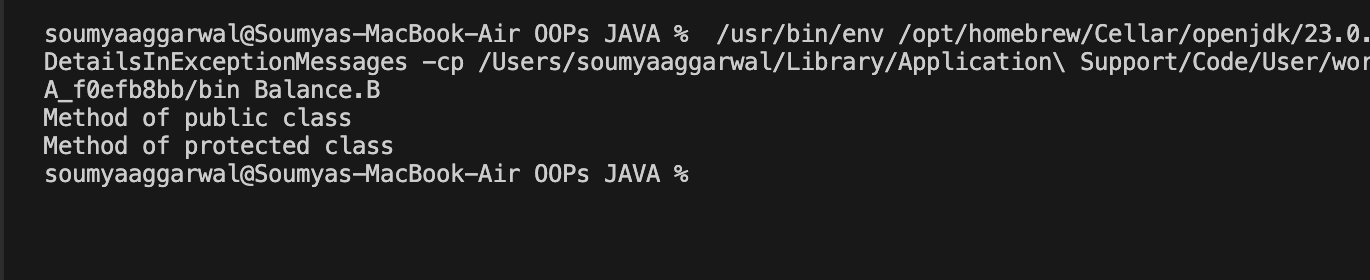 soumyaaggarwal@Soumyas-MacBook-Air OOPs JAVA %  /usr/bin/env /opt/homebrew/Cellar/openjdk/23.0.
DetailsInExceptionMessages -cp /Users/soumyaaggarwal/Library/Application\ Support/Code/User/wor
A_f0efb8bb/bin Balance.B
Method of public class
Method of protected class
soumyaaggarwal@Soumyas-MacBook-Air OOPs JAVA %